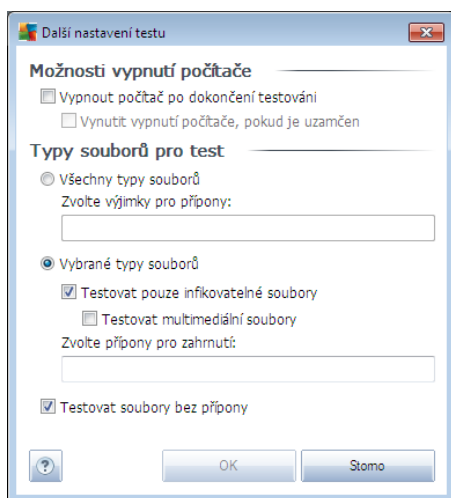 Další nastavení testu
Možnosti vypnutí počítače
Vypnout počítač po dokončení testováni
Vynutit vypnutí počítače, pokud je uzamčen
Typy souborů pro test
Všechny typy souborů
Zvolte výjimky pro přípony:
Vybrané typy souborů
Testovat pouze infikovatelné soubory
Testovat multimediální soubory
Zvolte přípony pro zahrnutí:
Testovat soubory bez přípony
? OK Storno